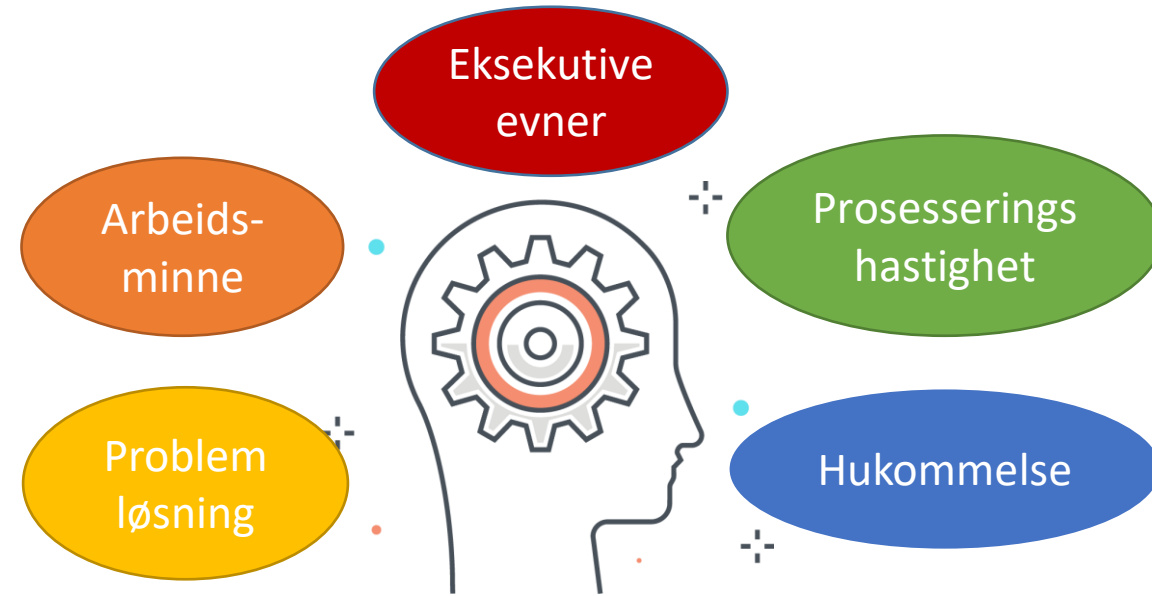 Eksekutive
evner
Arbeids-
minne
Prosesserings
hastighet
Problem
løsning
Hukommelse